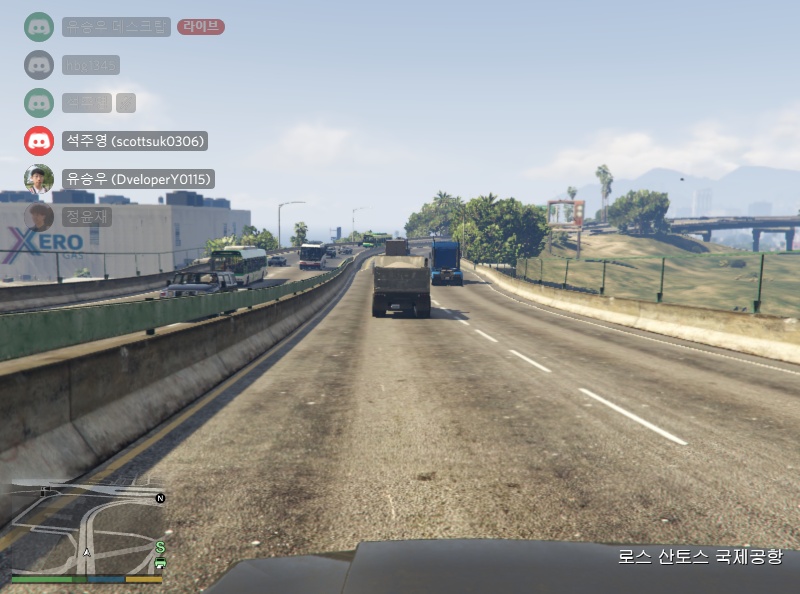 유승우 데스크탑 라이브
석주영 (scottsuk0306)
유승우 (DveloperY0115)
정윤재
XERO
GAS
N
S
로스 산토스 국제공항